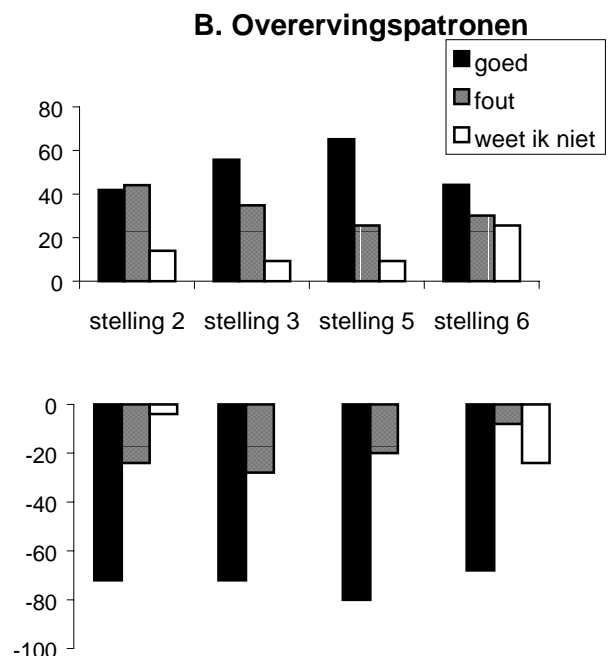 B. Overervingspatronen
goed
fout
weet ik niet
80
60
40
20
0
stelling 2 stelling 3 stelling 5 stelling 6
0
-20
-40
-60
-80
-100